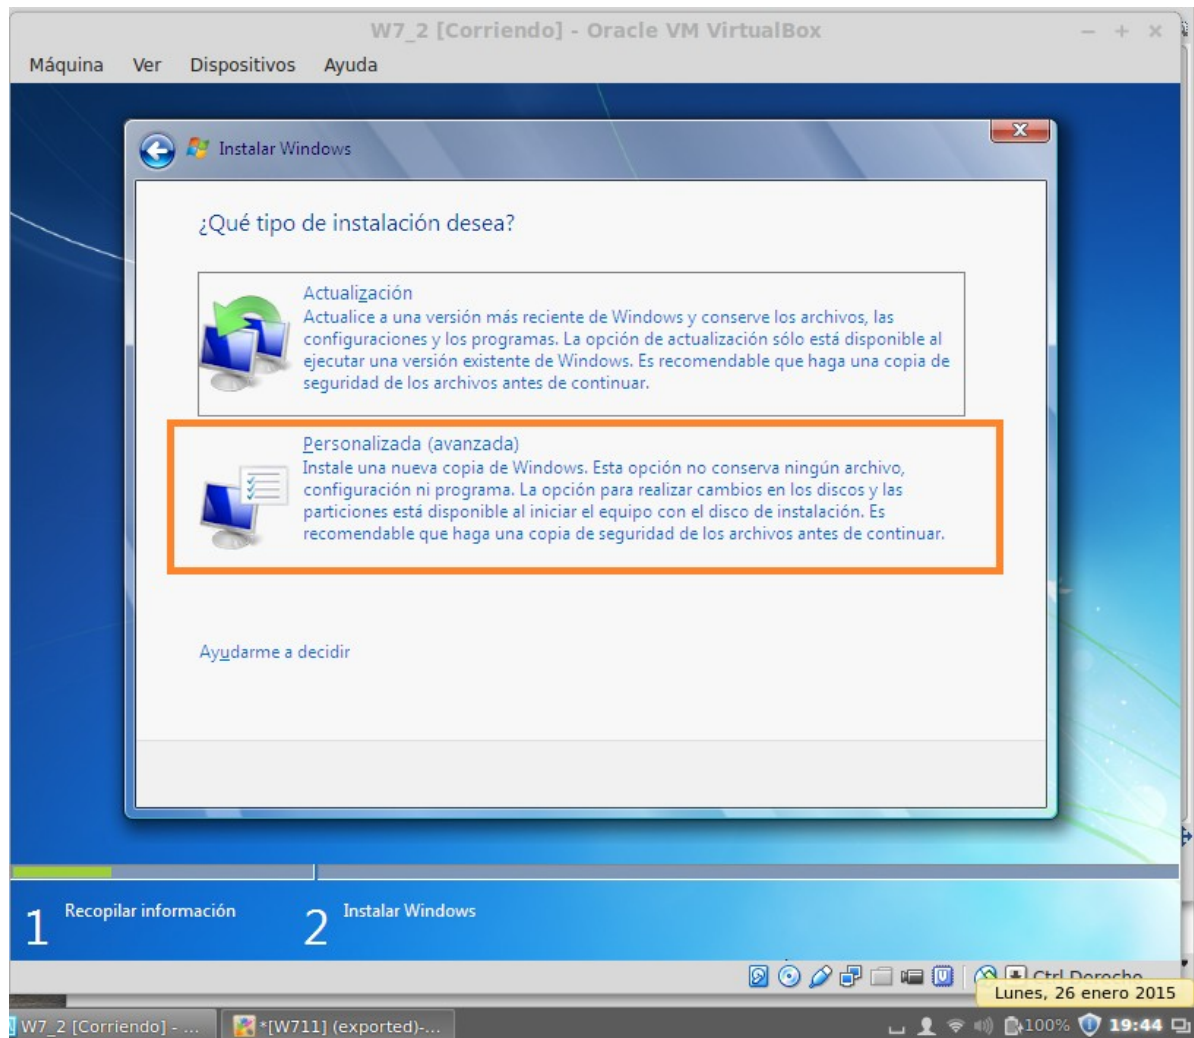 W7_2 [Corriendo] - Oracle VM VirtualBox
Máquina Ver Dispositivos Ayuda
Instalar Windows
¿Qué tipo de instalación desea?
Actualización
Actualice a una versión más reciente de Windows y conserve los archivos, las
configuraciones y los programas. La opción de actualización sólo está disponible al
ejecutar una versión existente de Windows. Es recomendable que haga una copia de
seguridad de los archivos antes de continuar.
Personalizada (avanzada)
Instale una nueva copia de Windows. Esta opción no conserva ningún archivo,
configuración ni programa. La opción para realizar cambios en los discos y las
particiones está disponible al iniciar el equipo con el disco de instalación. Es
recomendable que haga una copia de seguridad de los archivos antes de continuar.
Ayudarme a decidir
1 Recopilar información 2 Instalar Windows
Ctrl Derecho
Lunes, 26 enero 2015
W7_2 [Corriendo] - ... *[W711] (exported)-... 100% 19:44